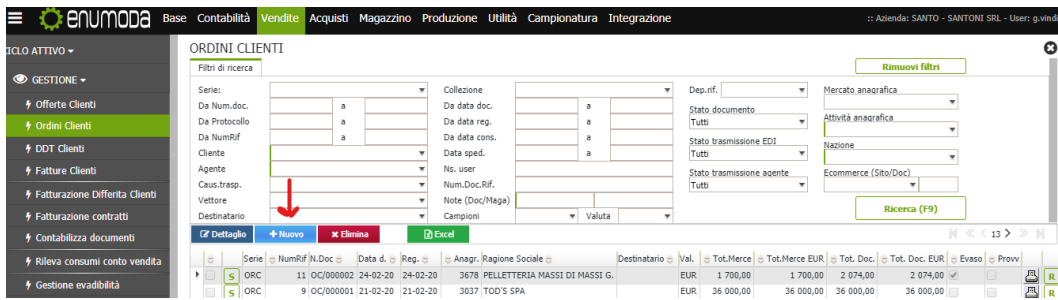 enumoda Base Contabilità Vendite Acquisti Magazzino Produzione Utilità Campionatura Integrazione :: Azienda: SANTO - SANTONI SRL - User: g.vindi
CICLO ATTIVO
GESTIONE
Offerte Clienti
Ordini Clienti
DDT Clienti
Fatture Clienti
Fatturazione Differita Clienti
Fatturazione contratti
Contabilizza documenti
Rileva consumi conto vendita
Gestione evadibilità
ORDINI CLIENTI
Filtri di ricerca
Rimuovi filtri
Serie: Collezione Dep.rif. Mercato anagrafica
Da Num.doc. a Da data doc. a Stato documento
Da Protocollo a Da data reg. a Tutti Attività anagrafica
Da NumRif a Da data cons. a Stato trasmissione EDI
Cliente Data sped. a Tutti Nazione
Agente Ns. user Stato trasmissione agente Ecommerce (Sito/Doc)
Caus.trasp. Num.Doc.Rif. Tutti
Vettore Note (Doc/Maga)
Destinatario Campioni Valuta Ricerca (F9)
Dettaglio + Nuovo Elimina Excel 13
Serie NumRif N.Doc Data d. Reg. Anagr. Ragione Sociale Destinatario Val. Tot.Merce Tot.Merce EUR Tot. Doc. Tot. Doc. EUR Evaso Provv
S ORC 11 OC/000002 24-02-20 24-02-20 3678 PELLETTERIA MASSI DI MASSI G. EUR 1 700,00 1 700,00 2 074,00 2 074,00 R
S ORC 9 OC/000001 21-02-20 21-02-20 3037 TOD'S SPA EUR 36 000,00 36 000,00 36 000,00 36 000,00 R